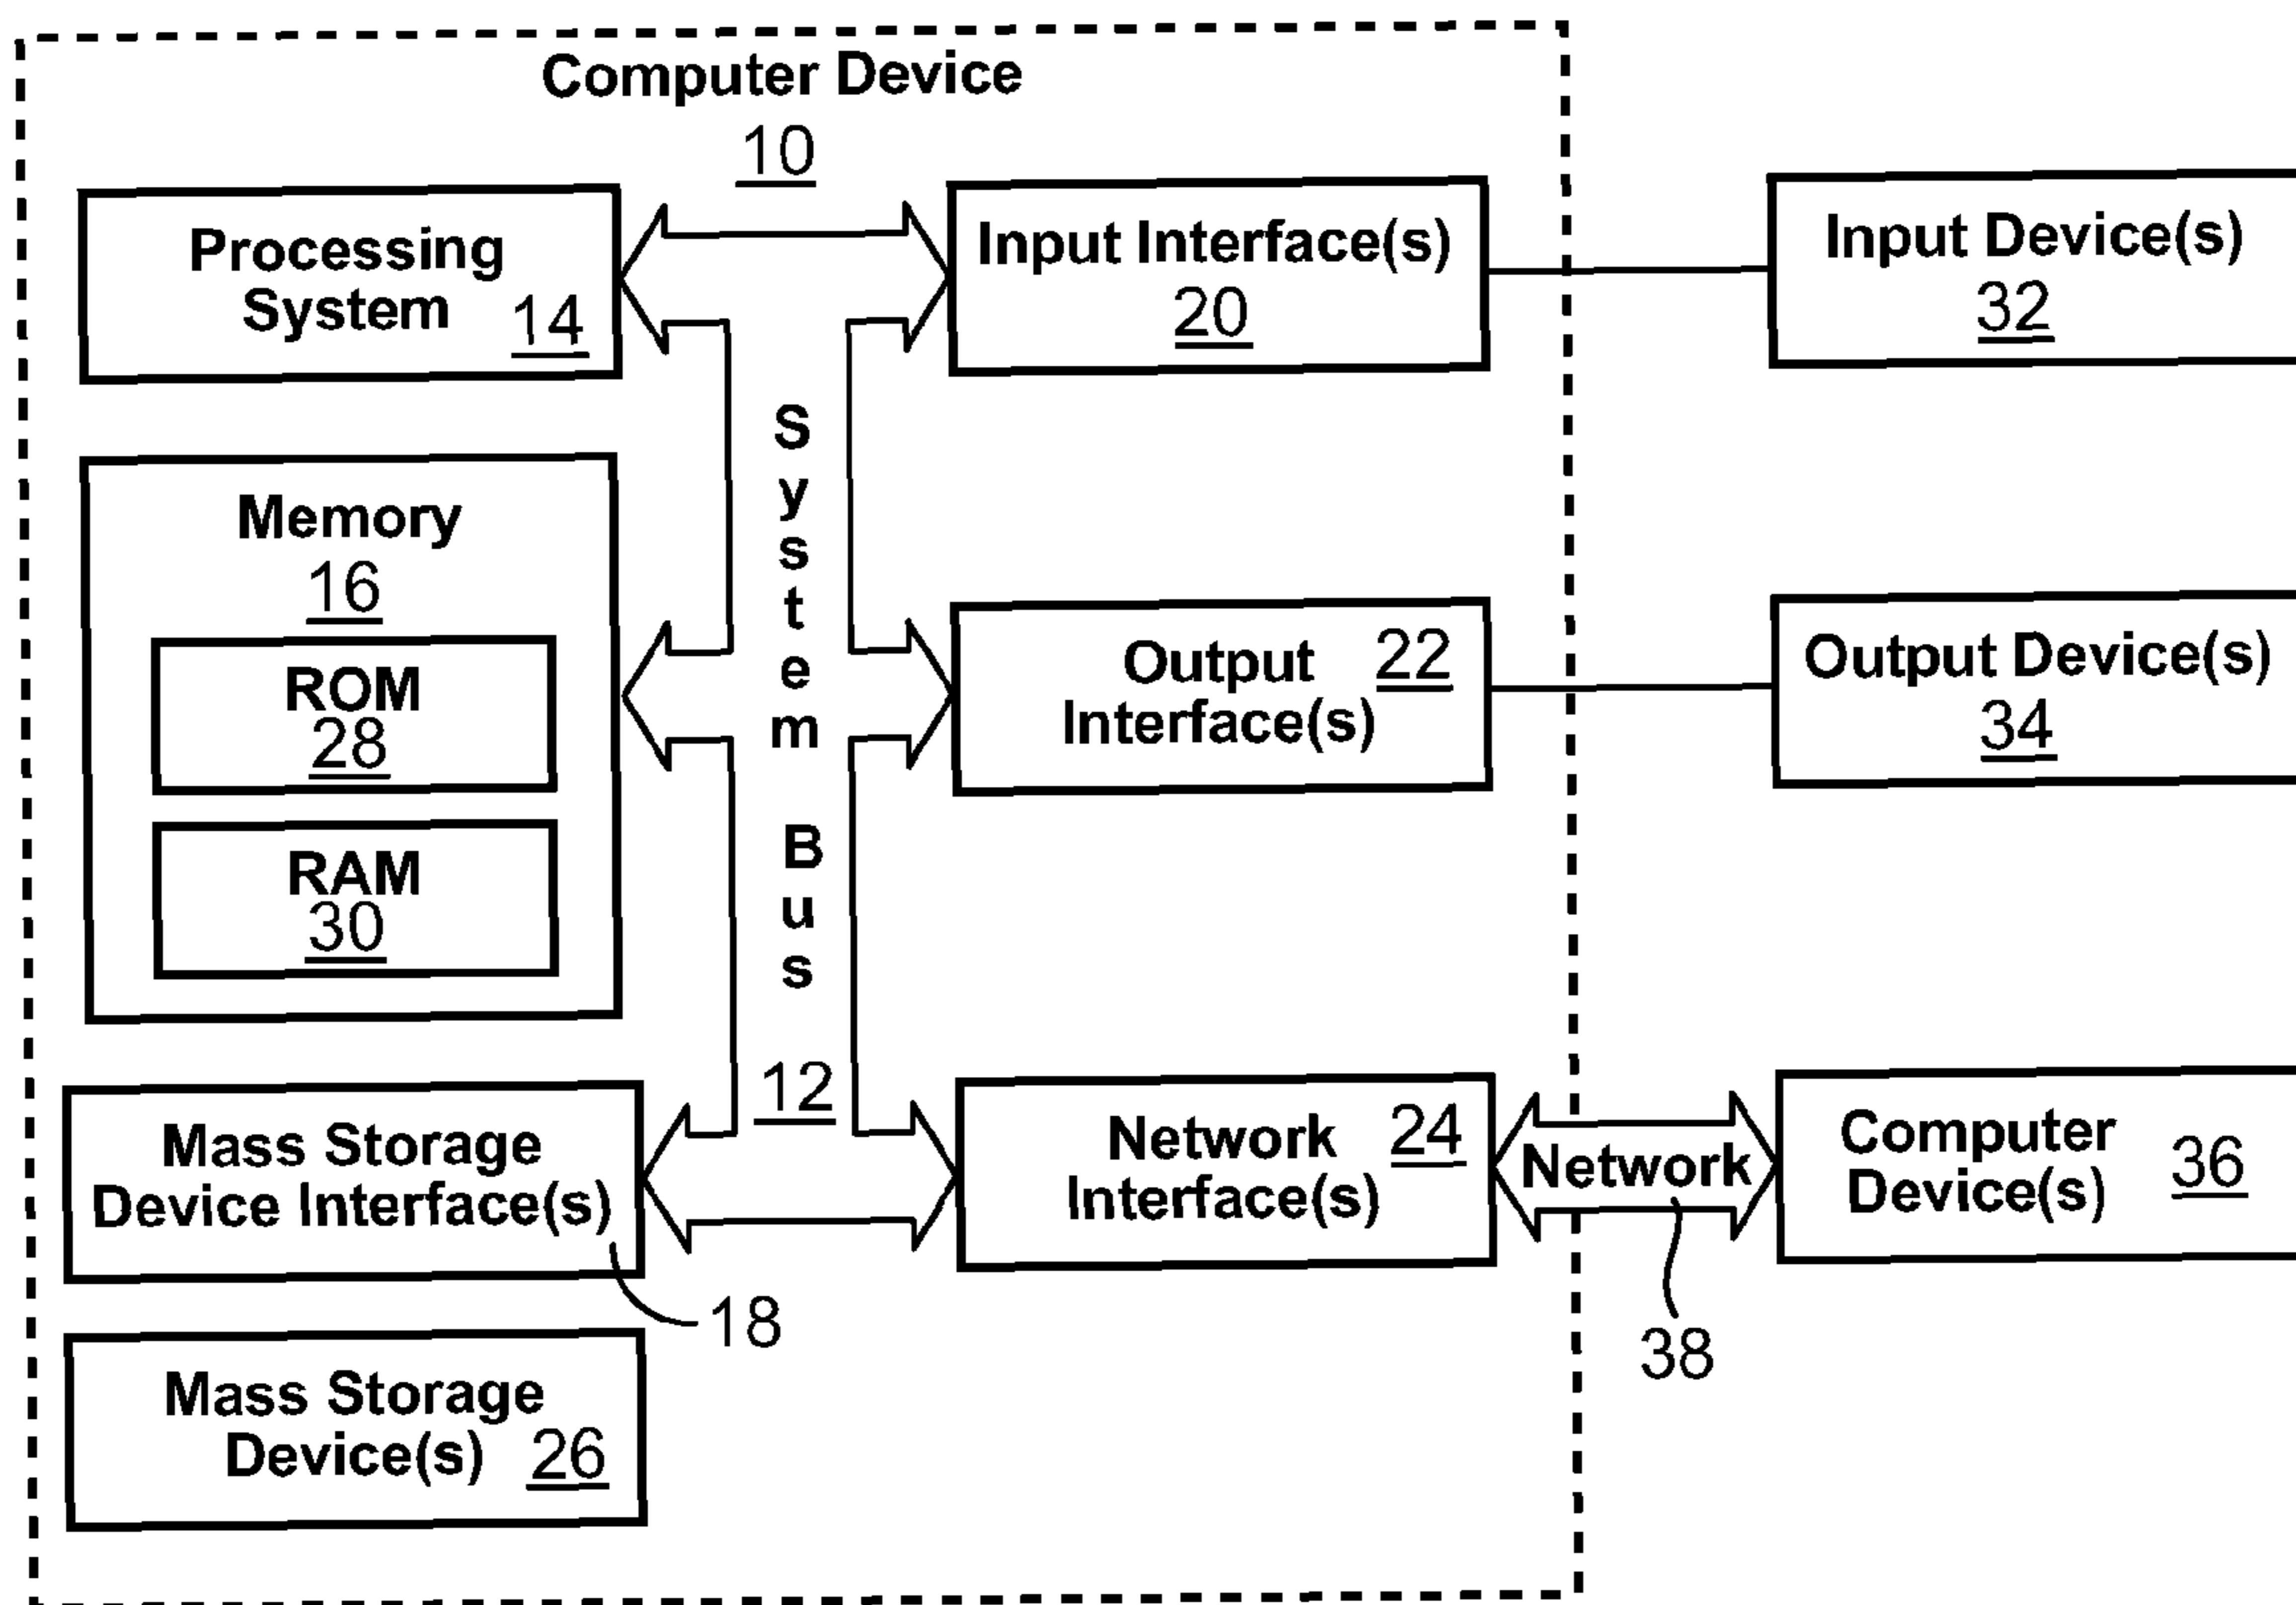 Computer Device
10
Processing
System 14
Input Interface(s)
20
Input Device(s)
32
Memory
16
ROM
28
RAM
30
System Bus
12
Output 22
Interface(s)
Output Device(s)
34
Mass Storage
Device Interface(s)
18
Network 24
Interface(s)
Network
38
Computer
Device(s) 36
Mass Storage
Device(s) 26